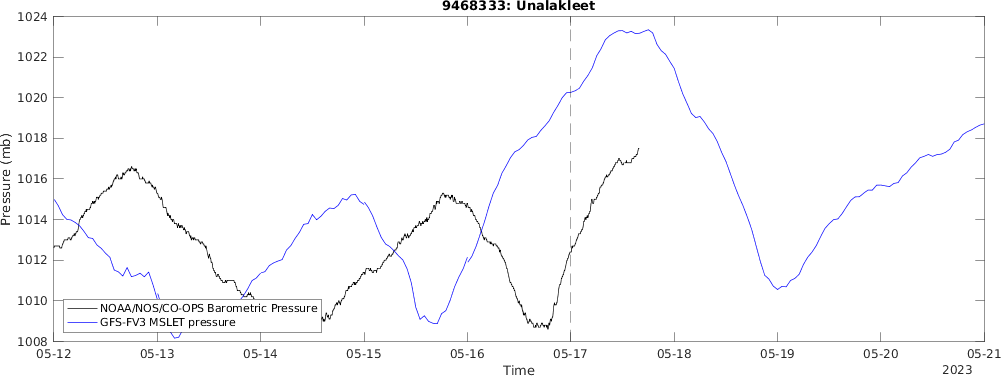 9468333: Unalakleet
1024
1022
1020
1018
1016
1014
1012
1010
1008
Pressure (mb)
NOAA/NOS/CO-OPS Barometric Pressure
GFS-FV3 MSLET pressure
05-12 05-13 05-14 05-15 05-16 05-17 05-18 05-19 05-20 05-21
Time
2023